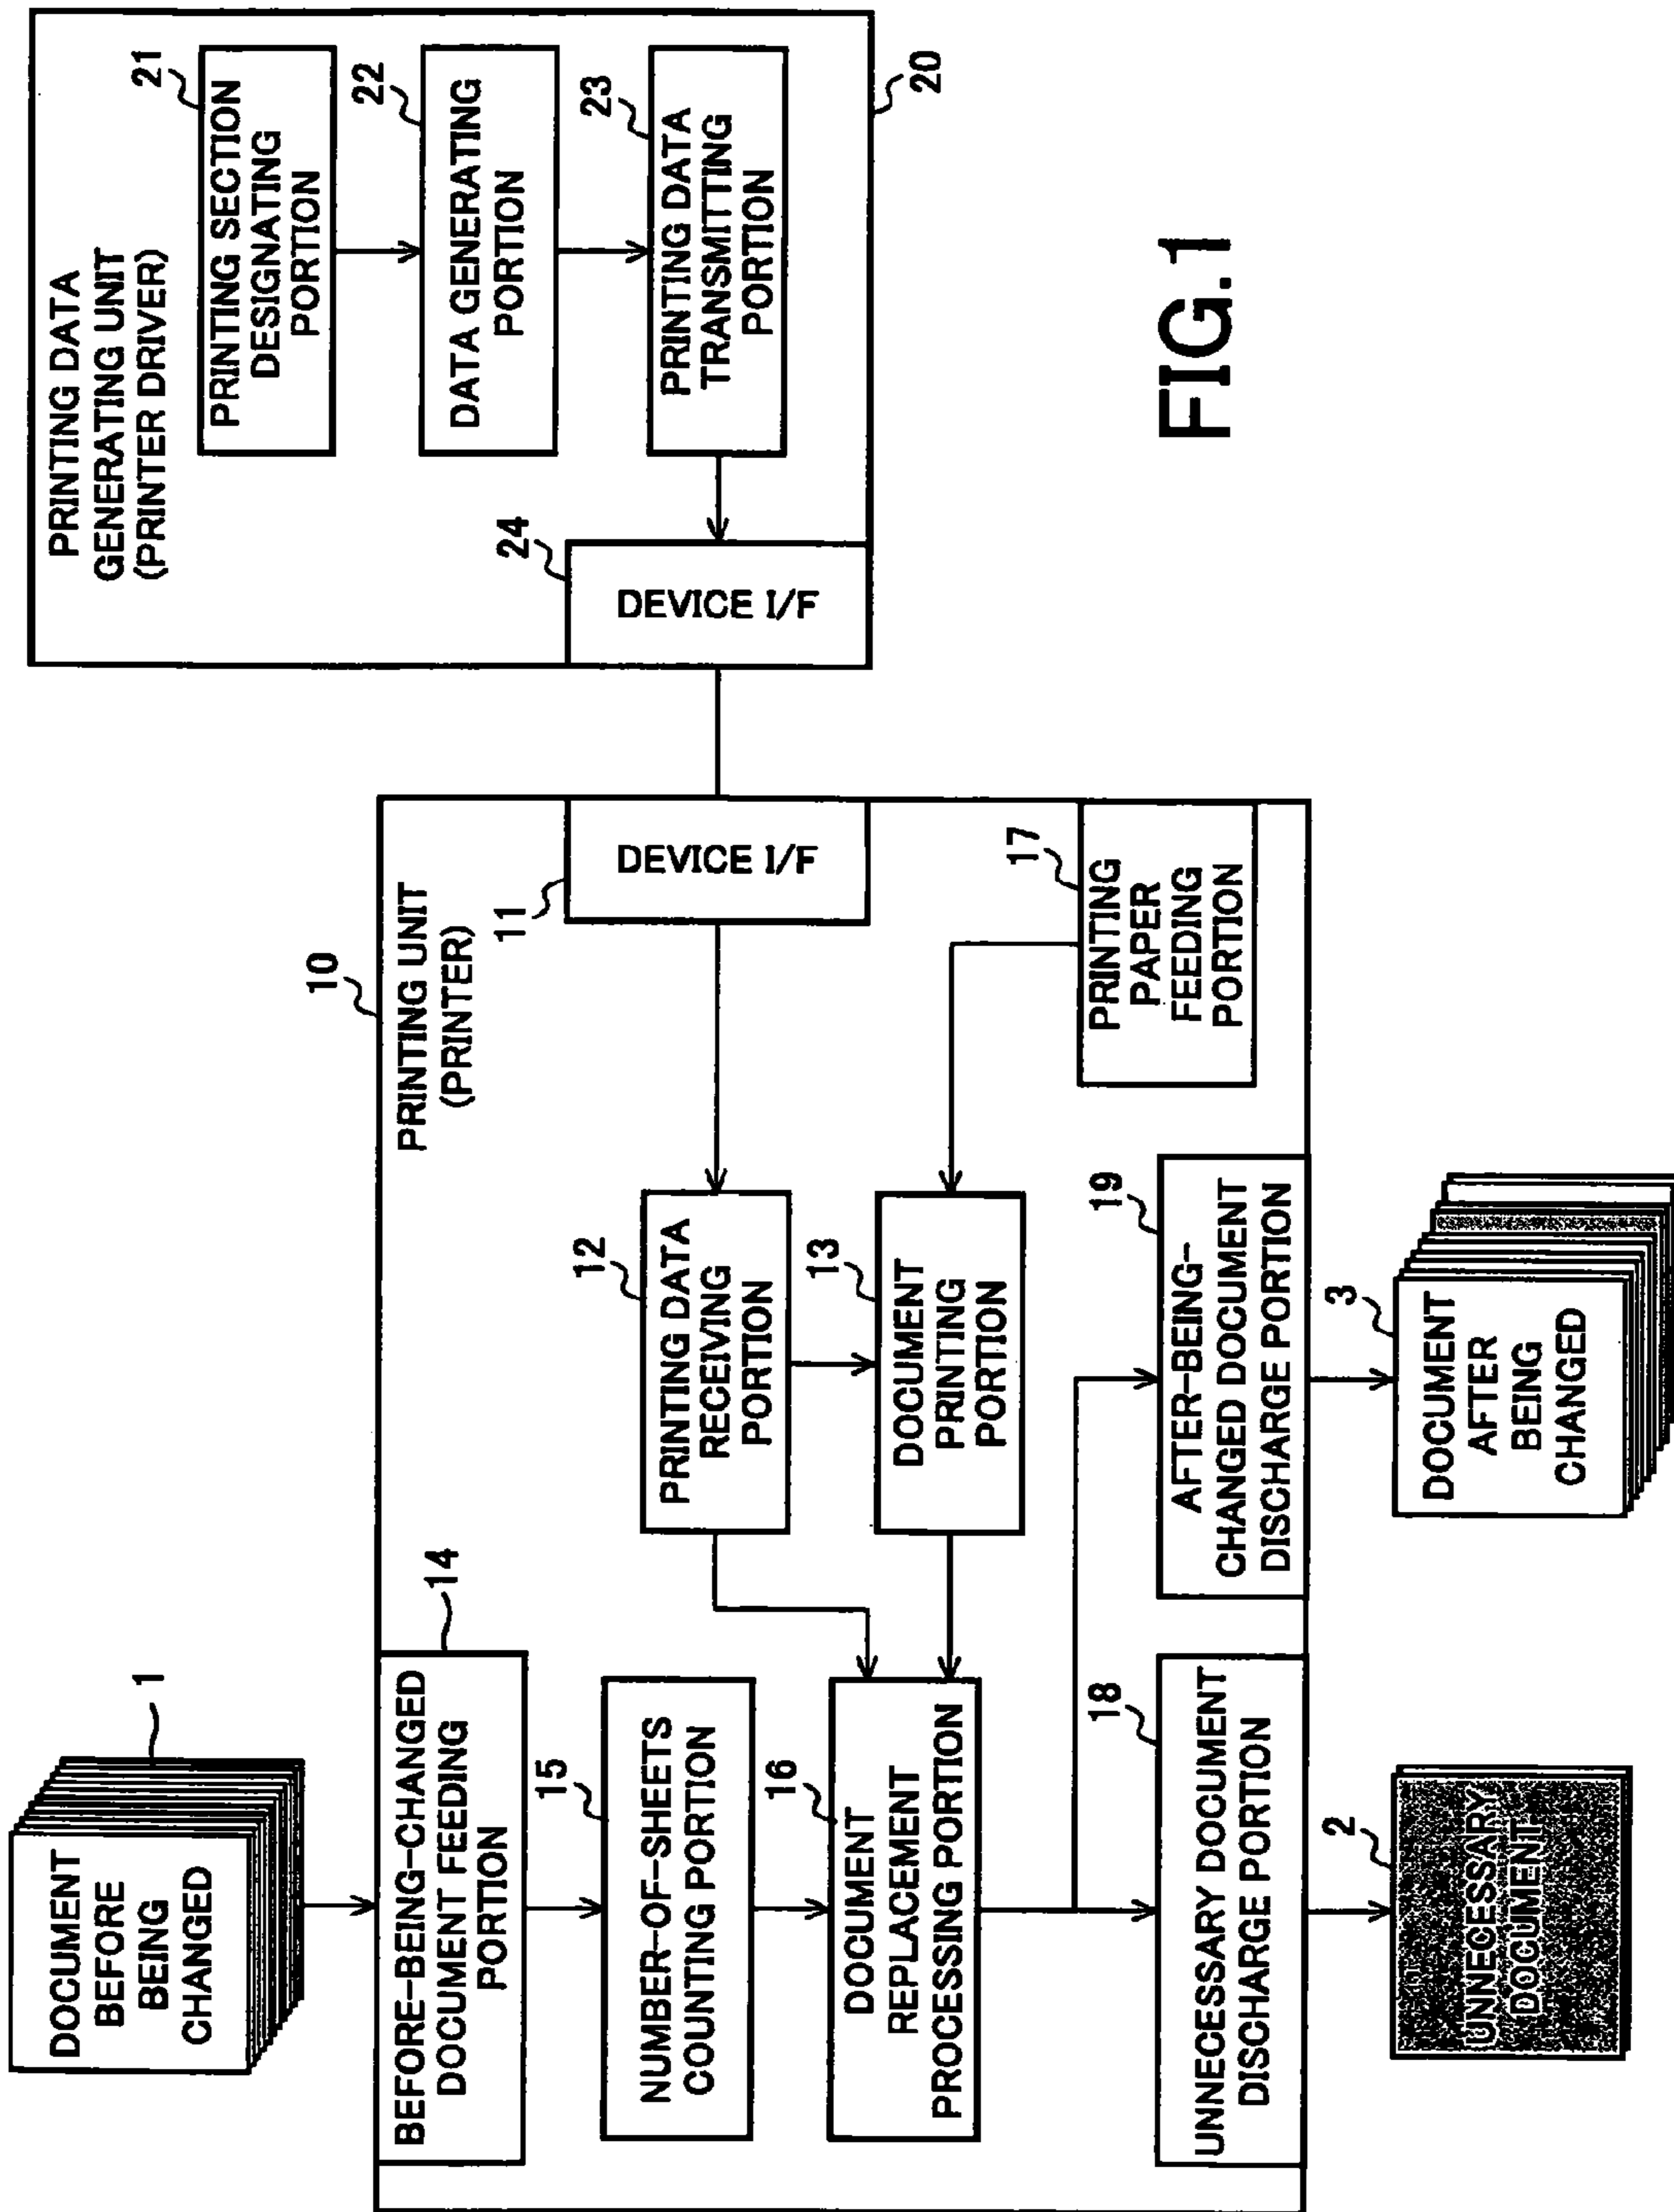 DOCUMENT
BEFORE
BEING
CHANGED
1
10
PRINTING UNIT
(PRINTER)
BEFORE-BEING-CHANGED
DOCUMENT FEEDING
PORTION
14
15
NUMBER-OF-SHEETS
COUNTING PORTION
16
DOCUMENT
REPLACEMENT
PROCESSING PORTION
12
PRINTING DATA
RECEIVING
PORTION
13
DOCUMENT
PRINTING
PORTION
11
DEVICE I/F
17
PRINTING
PAPER
FEEDING
PORTION
18
UNNECESSARY DOCUMENT
DISCHARGE PORTION
19
AFTER-BEING-
CHANGED DOCUMENT
DISCHARGE PORTION
2
UNNECESSARY
DOCUMENT
3
DOCUMENT
AFTER
BEING
CHANGED
PRINTING DATA
GENERATING UNIT
(PRINTER DRIVER)
21
PRINTING SECTION
DESIGNATING
PORTION
22
DATA GENERATING
PORTION
23
PRINTING DATA
TRANSMITTING
PORTION
24
DEVICE I/F
20
FIG.1